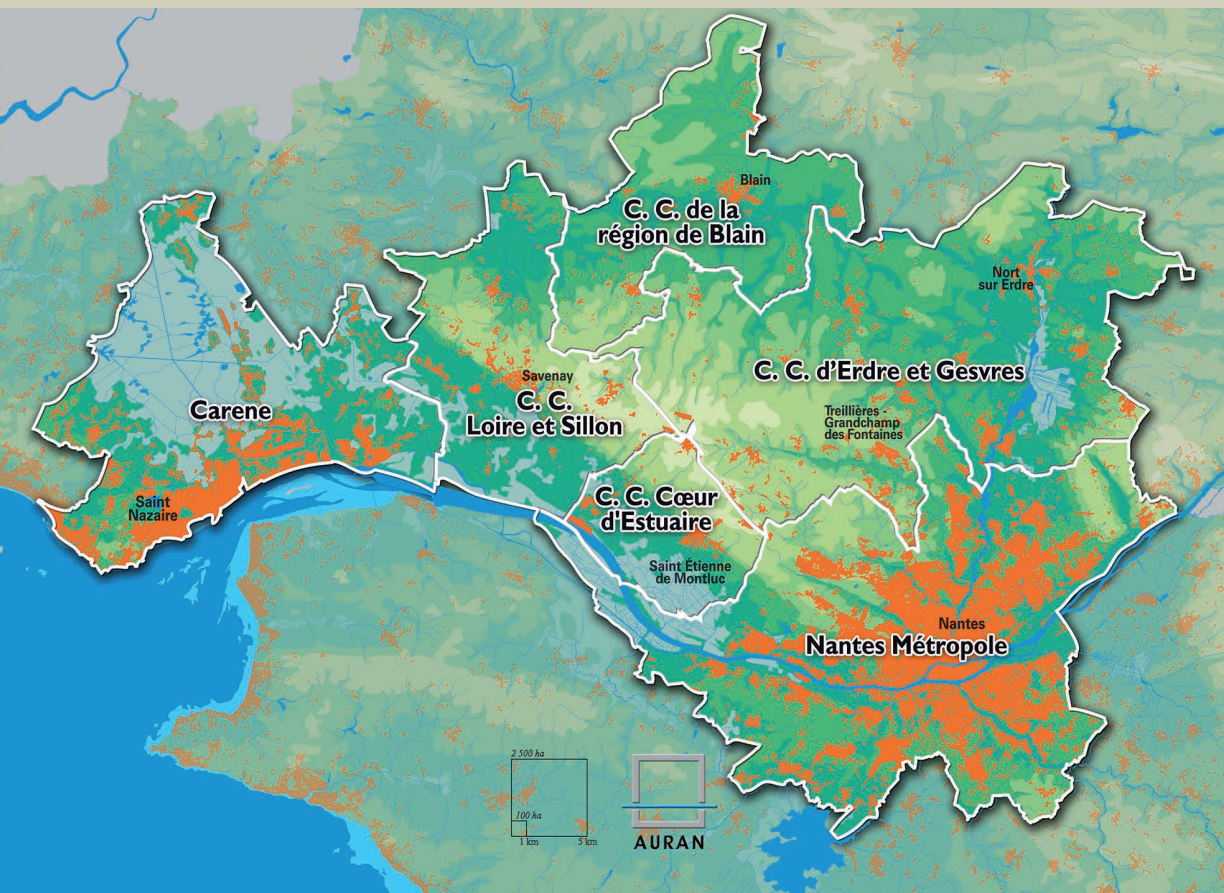 Blain
C. C. de la
région de Blain
Nort
sur Erdre
C. C. d'Erdre et Gesvres
Savenay
C. C.
Loire et Sillon
Carene
Treillières -
Grandchamp
des Fontaines
Saint
Nazaire
C. C. Cœur
d'Estuaire
Saint Étienne
de Montluc
Nantes
Nantes Métropole
2 500 ha
100 ha
1 km 5 km
AURAN